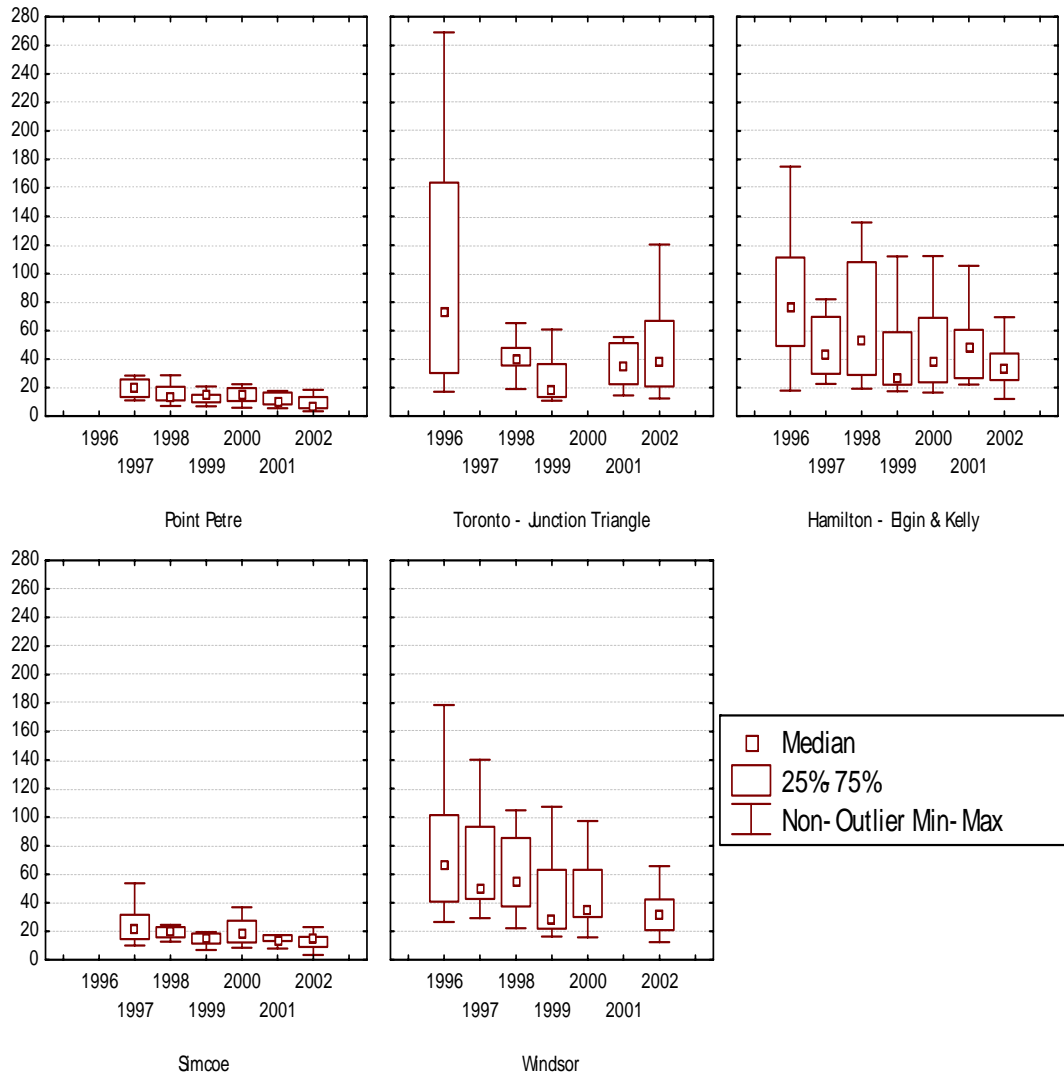 280
260
240
220
200
180
160
140
120
100
80
60
40
20
0
1996 1998 2000 2002
1997 1999 2001
1996 1998 2000 2002
1997 1999 2001
1996 1998 2000 2002
1997 1999 2001
Point Petre
Toronto - Junction Triangle
Hamilton - Elgin & Kelly
280
260
240
220
200
180
160
140
120
100
80
60
40
20
0
1996 1998 2000 2002
1997 1999 2001
1996 1998 2000 2002
1997 1999 2001
Simcoe
Windsor
Median
25%-75%
Non-Outlier Min-Max